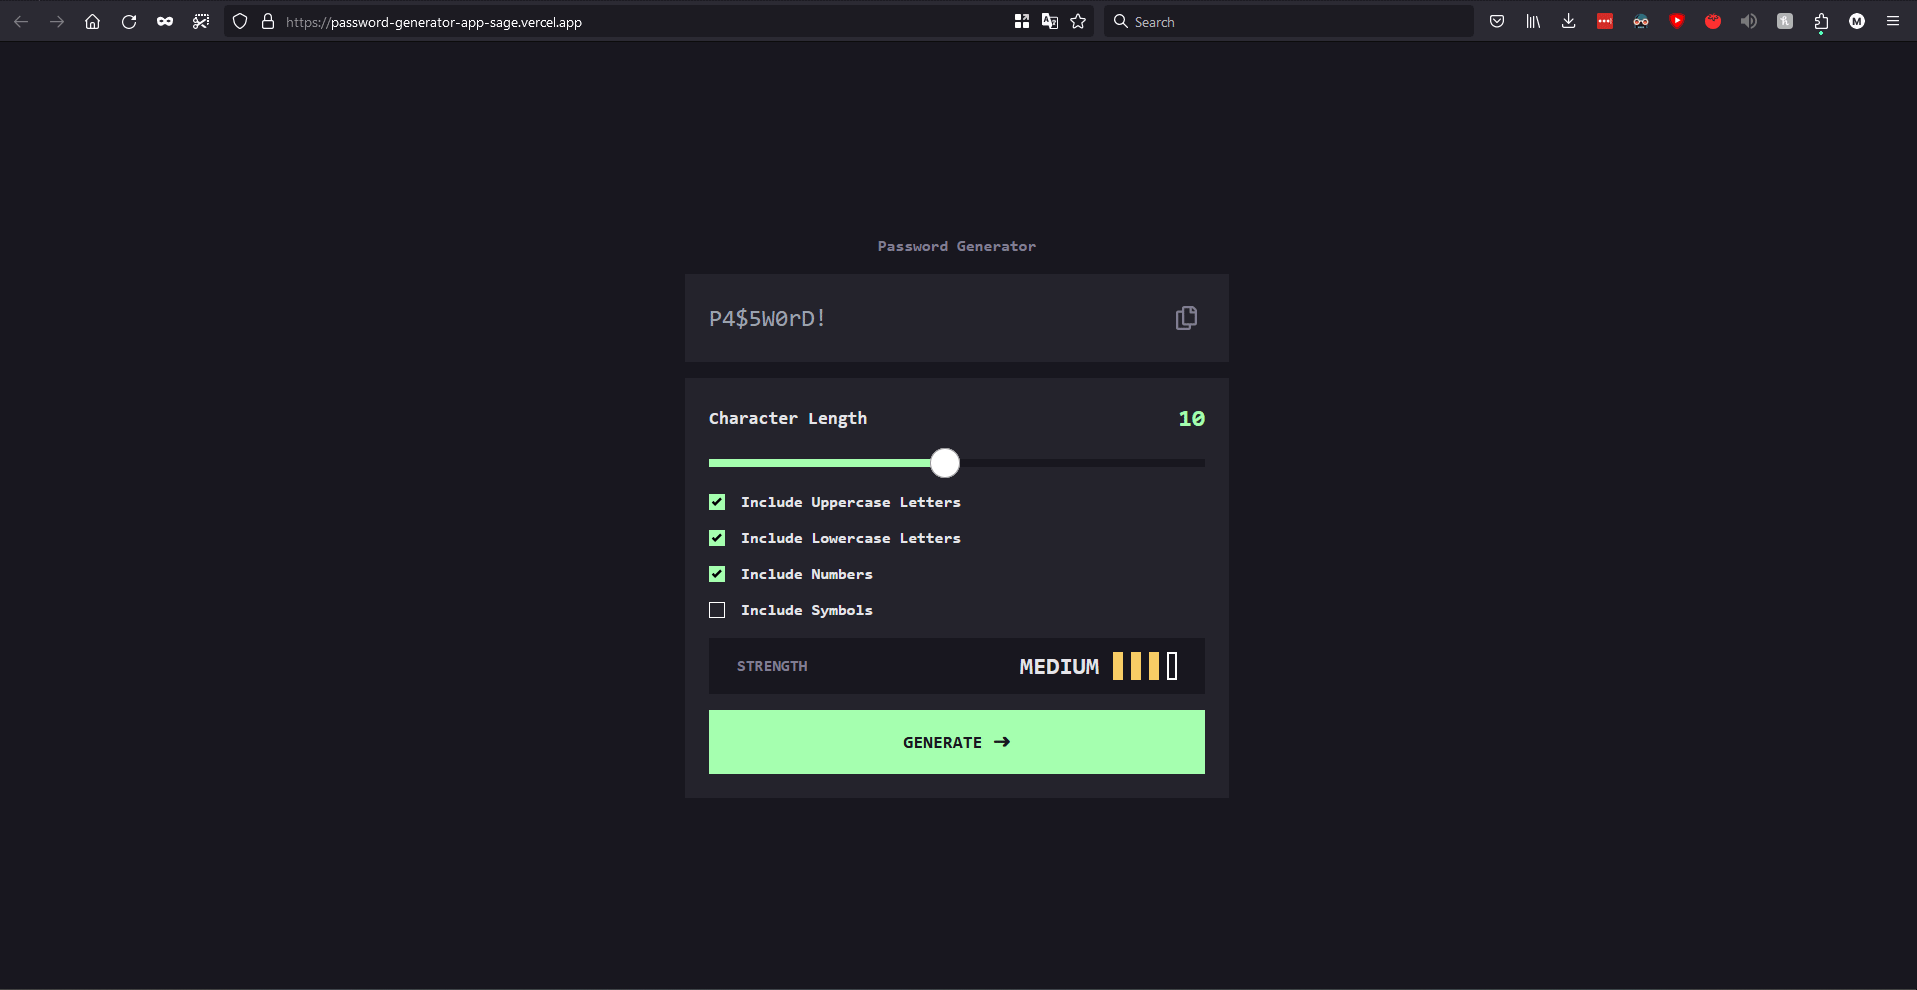 https://password-generator-app-sage.vercel.app
Search
Password Generator
P4$5W0rD!
Character Length
10
Include Uppercase Letters
Include Lowercase Letters
Include Numbers
Include Symbols
STRENGTH
MEDIUM
GENERATE →